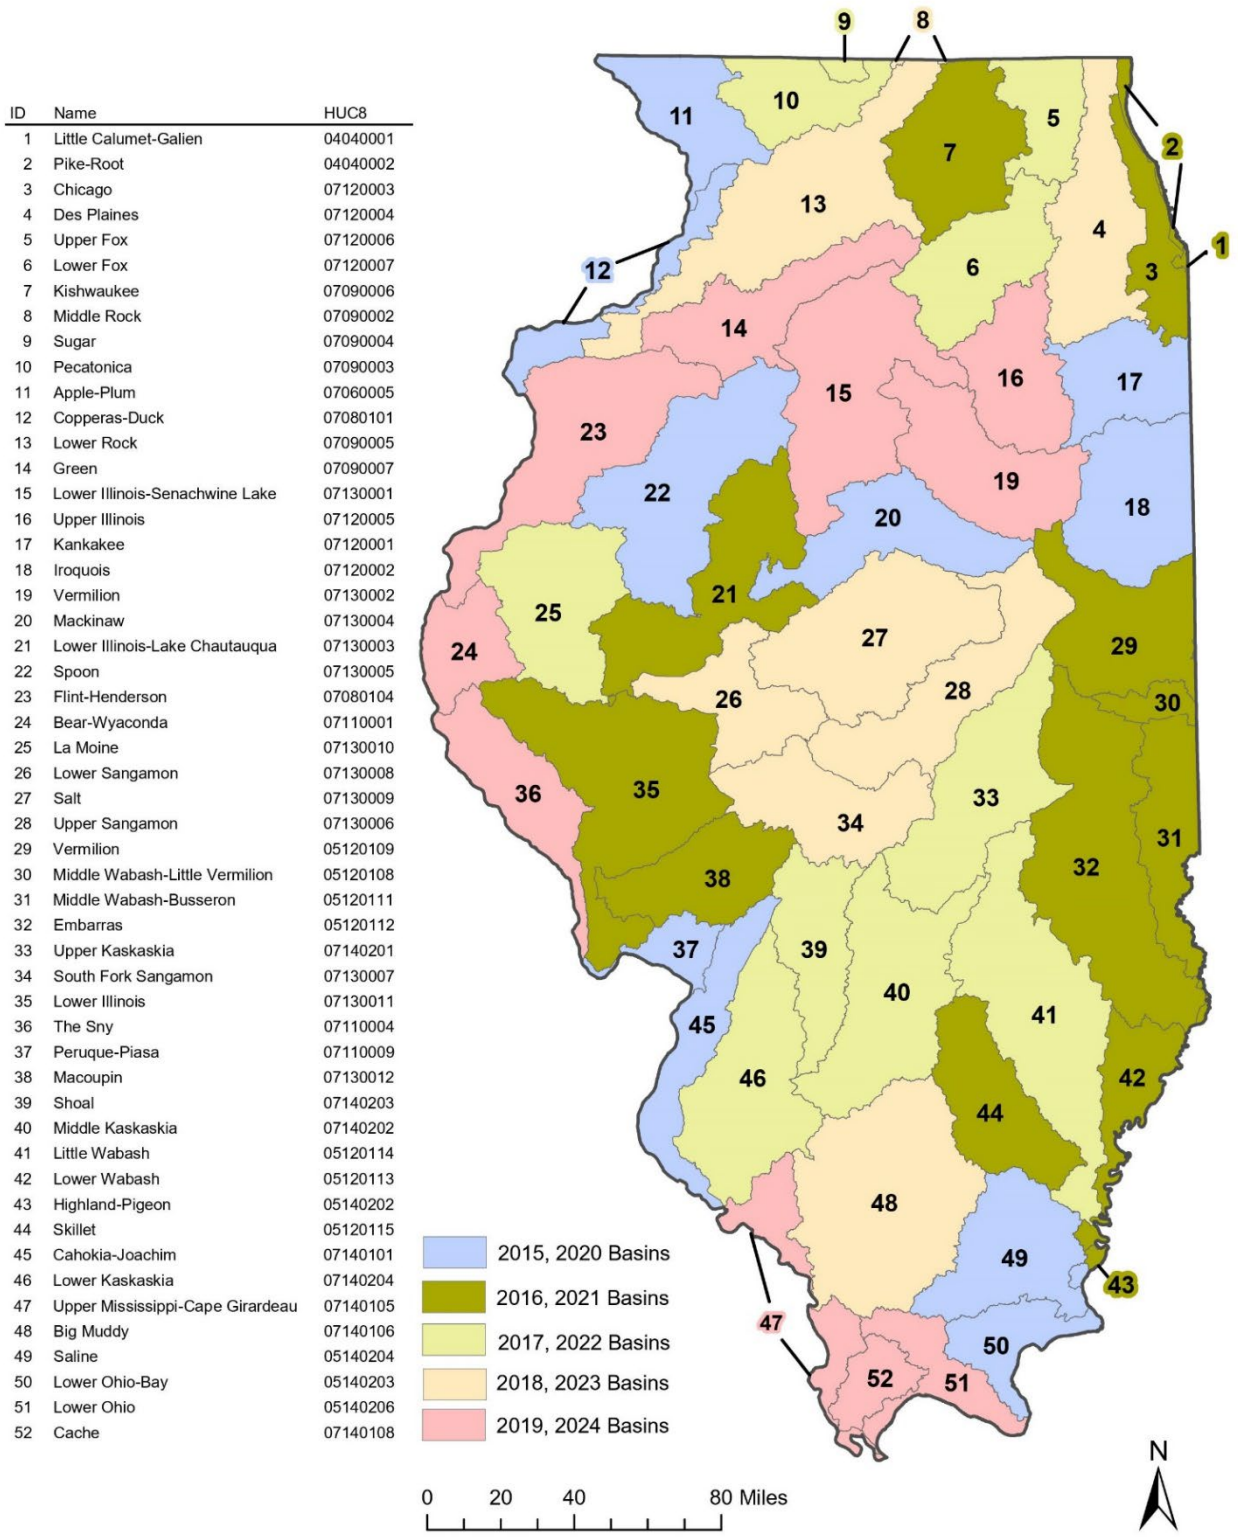 ID Name HUC8
1 Little Calumet-Galien 04040001
2 Pike-Root 04040002
3 Chicago 07120003
4 Des Plaines 07120004
5 Upper Fox 07120006
6 Lower Fox 07120007
7 Kishwaukee 07090006
8 Middle Rock 07090002
9 Sugar 07090004
10 Pecatonica 07090003
11 Apple-Plum 07060005
12 Copperas-Duck 07080101
13 Lower Rock 07090005
14 Green 07090007
15 Lower Illinois-Senachwine Lake 07130001
16 Upper Illinois 07120005
17 Kankakee 07120001
18 Iroquois 07120002
19 Vermilion 07130002
20 Mackinaw 07130004
21 Lower Illinois-Lake Chautauqua 07130003
22 Spoon 07130005
23 Flint-Henderson 07080104
24 Bear-Wyaconda 07110001
25 La Moine 07130010
26 Lower Sangamon 07130008
27 Salt 07130009
28 Upper Sangamon 07130006
29 Vermilion 05120109
30 Middle Wabash-Little Vermilion 05120108
31 Middle Wabash-Busseron 05120111
32 Embarras 05120112
33 Upper Kaskaskia 07140201
34 South Fork Sangamon 07130007
35 Lower Illinois 07130011
36 The Sny 07110004
37 Peruque-Piasa 07110009
38 Macoupin 07130012
39 Shoal 07140203
40 Middle Kaskaskia 07140202
41 Little Wabash 05120114
42 Lower Wabash 05120113
43 Highland-Pigeon 05140202
44 Skillet 05120115
45 Cahokia-Joachim 07140101
46 Lower Kaskaskia 07140204
47 Upper Mississippi-Cape Girardeau 07140105
48 Big Muddy 07140106
49 Saline 05140204
50 Lower Ohio-Bay 05140203
51 Lower Ohio 05140206
52 Cache 07140108
9
8
10
11
5
7
2
13
4
1
12
6
3
14
16
17
15
23
22
19
18
20
21
25
27
29
24
28
30
26
35
33
36
34
31
32
38
37
39
40
41
45
46
42
44
48
49
43
47
50
52
51
2015, 2020 Basins
2016, 2021 Basins
2017, 2022 Basins
2018, 2023 Basins
2019, 2024 Basins
N
0 20 40 80 Miles